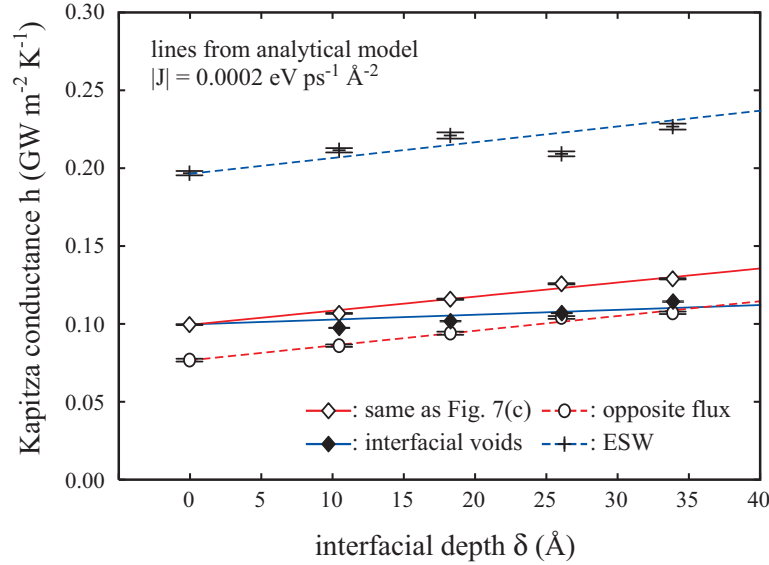 0.30
0.25
0.20
0.15
0.10
0.05
0.00
Kapitza conductance h (GW m⁻² K⁻¹)
lines from analytical model
|J| = 0.0002 eV ps⁻¹ Å⁻²
: same as Fig. 7(c)
: opposite flux
: interfacial voids
: ESW
0 5 10 15 20 25 30 35 40
interfacial depth δ (Å)